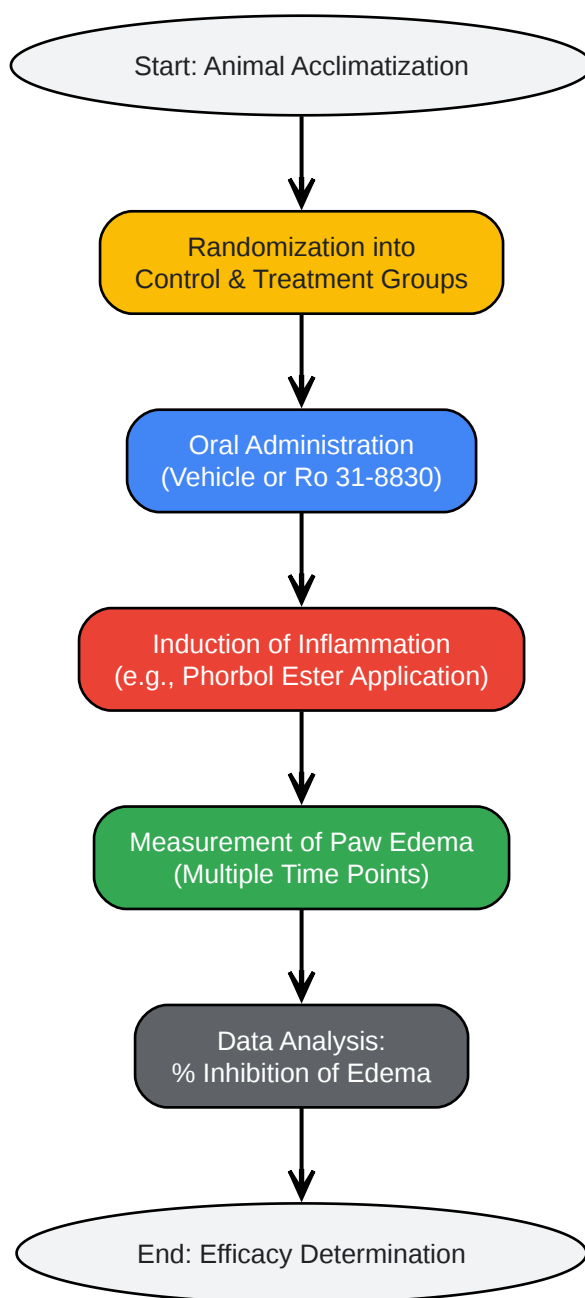 Start: Animal Acclimatization
Randomization into
Control & Treatment Groups
Oral Administration
(Vehicle or Ro 31-8830)
Induction of Inflammation
(e.g., Phorbol Ester Application)
Measurement of Paw Edema
(Multiple Time Points)
Data Analysis:
% Inhibition of Edema
End: Efficacy Determination